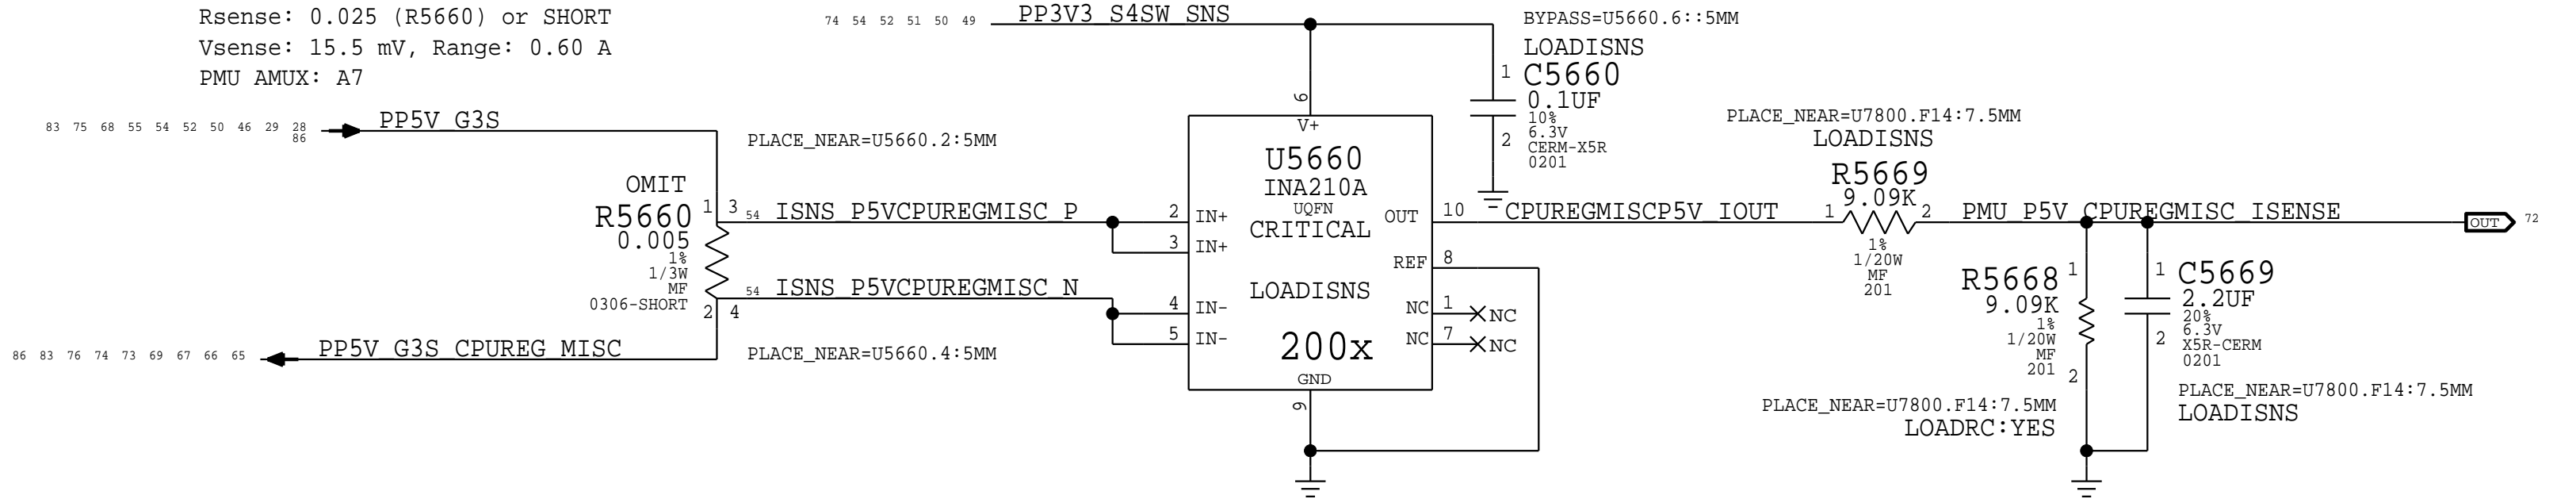 Rsense: 0.025 (R5660) or SHORT
Vsense: 15.5 mV, Range: 0.60 A
PMU AMUX: A7
83 75 68 55 54 52 50 46 29 28
86
PP5V_G3S
PLACE_NEAR=U5660.2:5MM
OMIT
R5660
0.005
1%
1/3W
MF
0306-SHORT
1 3
2 4
54 ISNS_P5VCPUREGMISC_P
54 ISNS_P5VCPUREGMISC_N
86 83 76 74 73 69 67 66 65
PP5V_G3S_CPUREG_MISC
PLACE_NEAR=U5660.4:5MM
74 54 52 51 50 49
PP3V3_S4SW_SNS
6
V+
U5660
INA210A
UQFN
CRITICAL
LOADISNS
200x
GND
9
2 IN+
3 IN+
4 IN-
5 IN-
OUT 10
REF 8
NC 1 NC
NC 7 NC
BYPASS=U5660.6::5MM
LOADISNS
1 C5660
0.1UF
10%
6.3V
2 CERM-X5R
0201
CPUREGMISCP5V_IOUT
PLACE_NEAR=U7800.F14:7.5MM
LOADISNS
R5669
9.09K
1 2
1%
1/20W
MF
201
PMU_P5V_CPUREGMISC_ISENSE
OUT 72
R5668 1
9.09K
1%
1/20W
MF
201
2
PLACE_NEAR=U7800.F14:7.5MM
LOADRC:YES
1 C5669
2.2UF
20%
6.3V
2 X5R-CERM
0201
PLACE_NEAR=U7800.F14:7.5MM
LOADISNS